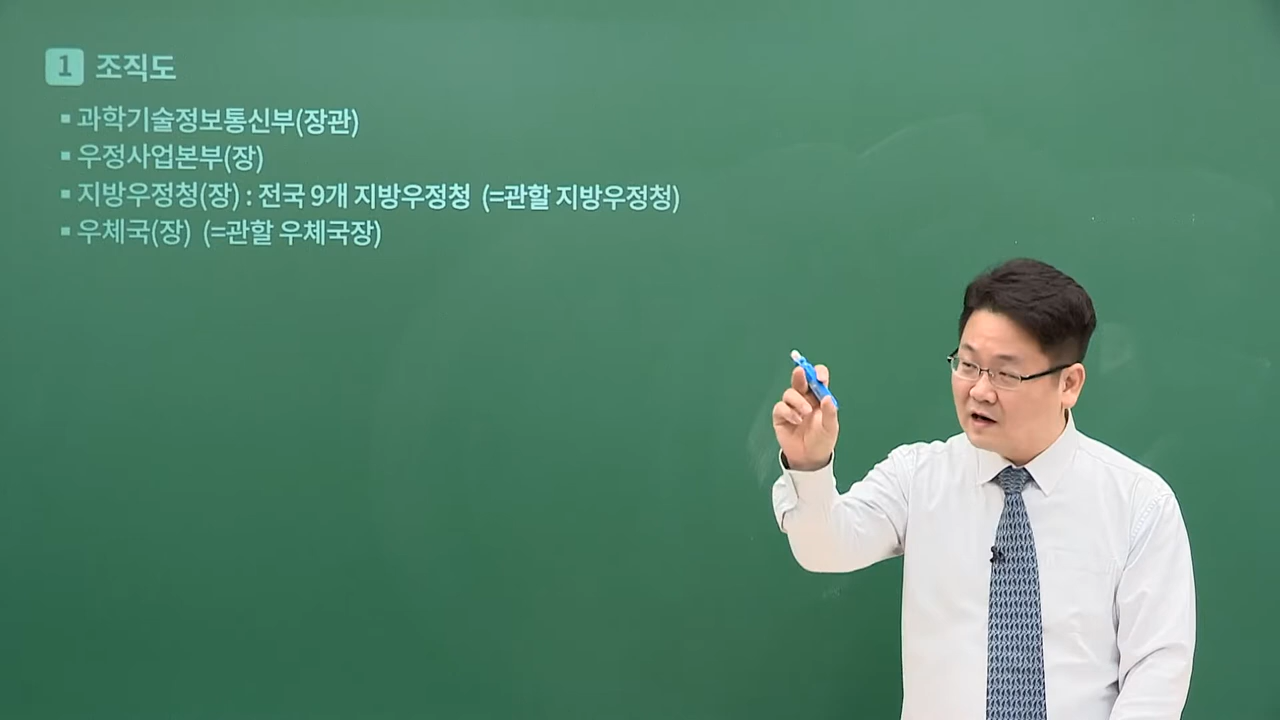 1 조직도
▪ 과학기술정보통신부(장관)
▪ 우정사업본부(장)
▪ 지방우정청(장) : 전국 9개 지방우정청 (=관할 지방우정청)
▪ 우체국(장) (=관할 우체국장)